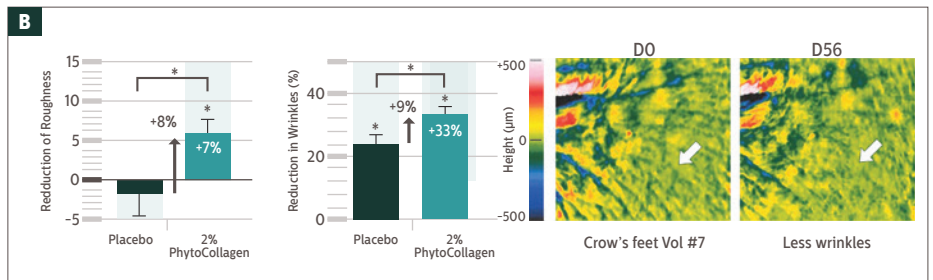 B
Redduction of Roughness
15
10
5
0
−5
*
*
+8%
+7%
Placebo
2%
PhytoCollagen
Reduction in Wrinkles (%)
40
20
0
*
*
*
+9%
+33%
Placebo
2%
PhytoCollagen
Height (µm)
+500
0
−500
D0
D56
Crow's feet Vol #7
Less wrinkles